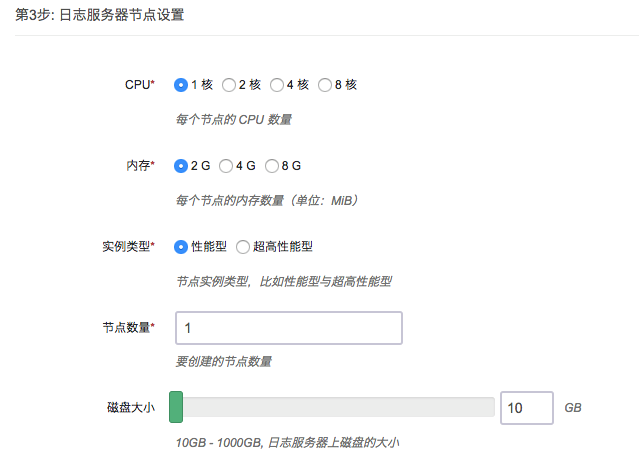 第3步: 日志服务器节点设置
CPU* 1 核 2 核 4 核 8 核
每个节点的 CPU 数量
内存* 2 G 4 G 8 G
每个节点的内存数量（单位：MiB）
实例类型* 性能型 超高性能型
节点实例类型，比如性能型与超高性能型
节点数量* 1
要创建的节点数量
磁盘大小 10 GB
10GB - 1000GB, 日志服务器上磁盘的大小